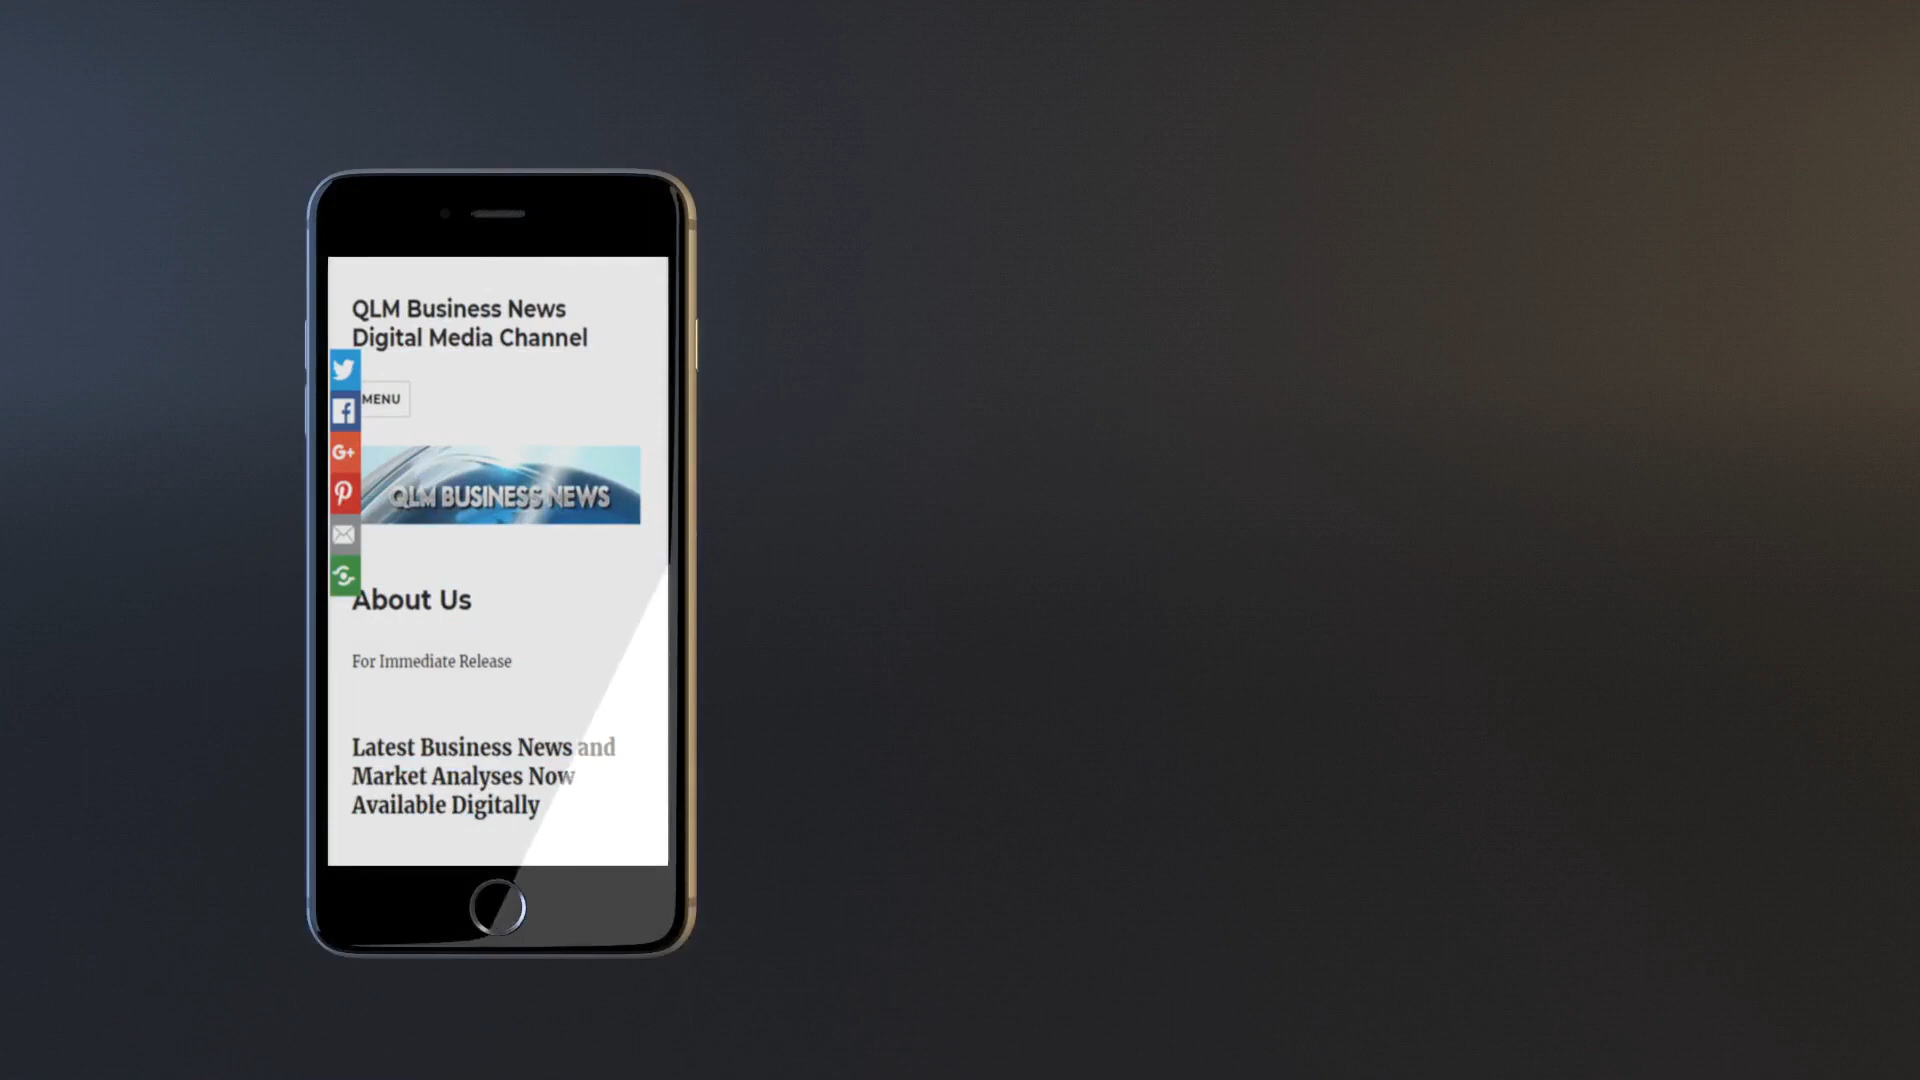 QLM Business News
Digital Media Channel
MENU
QLM BUSINESS NEWS
About Us
For Immediate Release
Latest Business News and
Market Analyses Now
Available Digitally